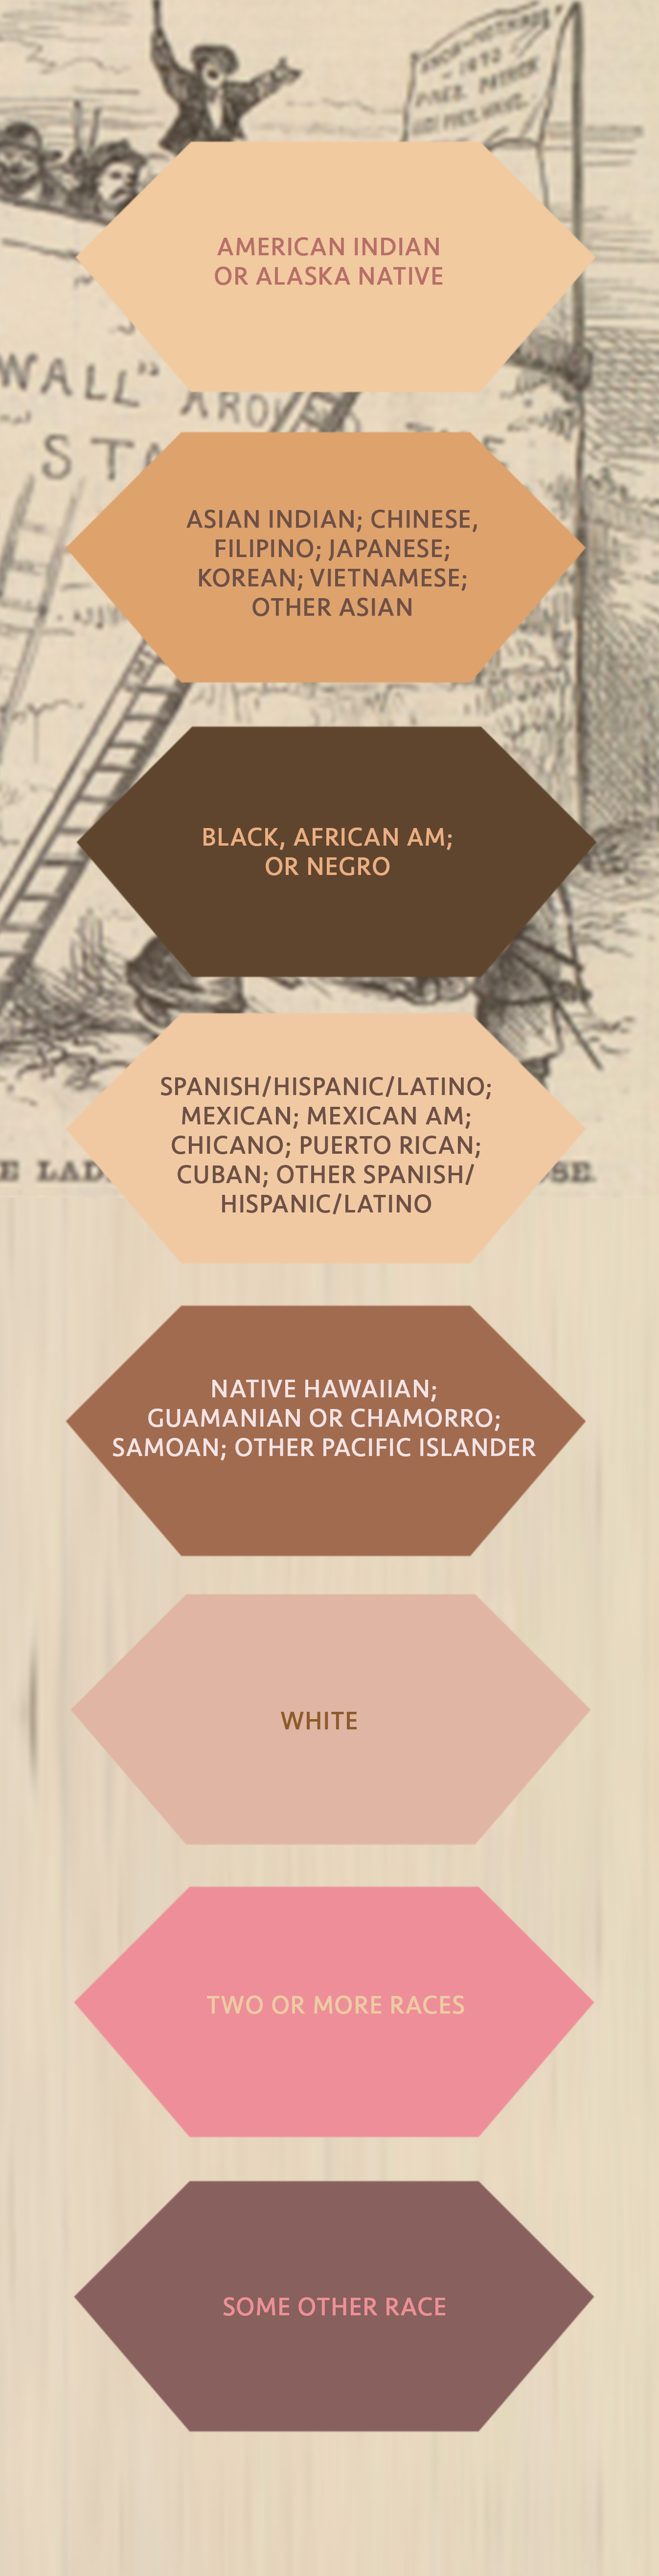 AMERICAN INDIAN
OR ALASKA NATIVE
WALL"
ASIAN INDIAN; CHINESE,
FILIPINO; JAPANESE;
KOREAN; VIETNAMESE;
OTHER ASIAN
BLACK, AFRICAN AM;
OR NEGRO
SPANISH/HISPANIC/LATINO;
MEXICAN; MEXICAN AM;
CHICANO; PUERTO RICAN;
CUBAN; OTHER SPANISH/
HISPANIC/LATINO
NATIVE HAWAIIAN;
GUAMANIAN OR CHAMORRO;
SAMOAN; OTHER PACIFIC ISLANDER
WHITE
TWO OR MORE RACES
SOME OTHER RACE